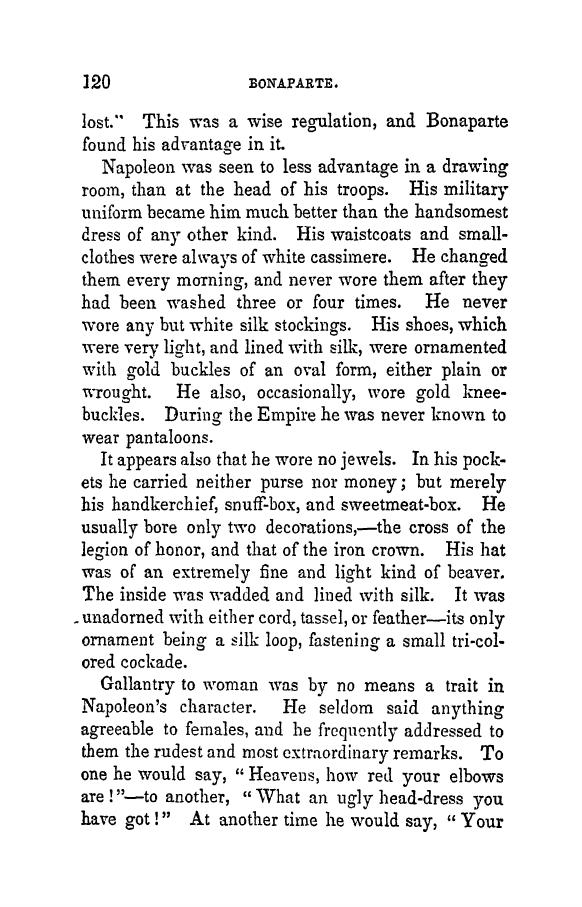 120 BONAPARTE.
lost." This was a wise regulation, and Bonaparte
found his advantage in it.
Napoleon was seen to less advantage in a drawing
room, than at the head of his troops. His military
uniform became him much better than the handsomest
dress of any other kind. His waistcoats and small-
clothes were always of white cassimere. He changed
them every morning, and never wore them after they
had been washed three or four times. He never
wore any but white silk stockings. His shoes, which
were very light, and lined with silk, were ornamented
with gold buckles of an oval form, either plain or
wrought. He also, occasionally, wore gold knee-
buckles. During the Empire he was never known to
wear pantaloons.
It appears also that he wore no jewels. In his pock-
ets he carried neither purse nor money; but merely
his handkerchief, snuff-box, and sweetmeat-box. He
usually bore only two decorations,—the cross of the
legion of honor, and that of the iron crown. His hat
was of an extremely fine and light kind of beaver.
The inside was wadded and lined with silk. It was
unadorned with either cord, tassel, or feather—its only
ornament being a silk loop, fastening a small tri-col-
ored cockade.
Gallantry to woman was by no means a trait in
Napoleon's character. He seldom said anything
agreeable to females, and he frequently addressed to
them the rudest and most extraordinary remarks. To
one he would say, "Heavens, how red your elbows
are!"—to another, "What an ugly head-dress you
have got!" At another time he would say, "Your